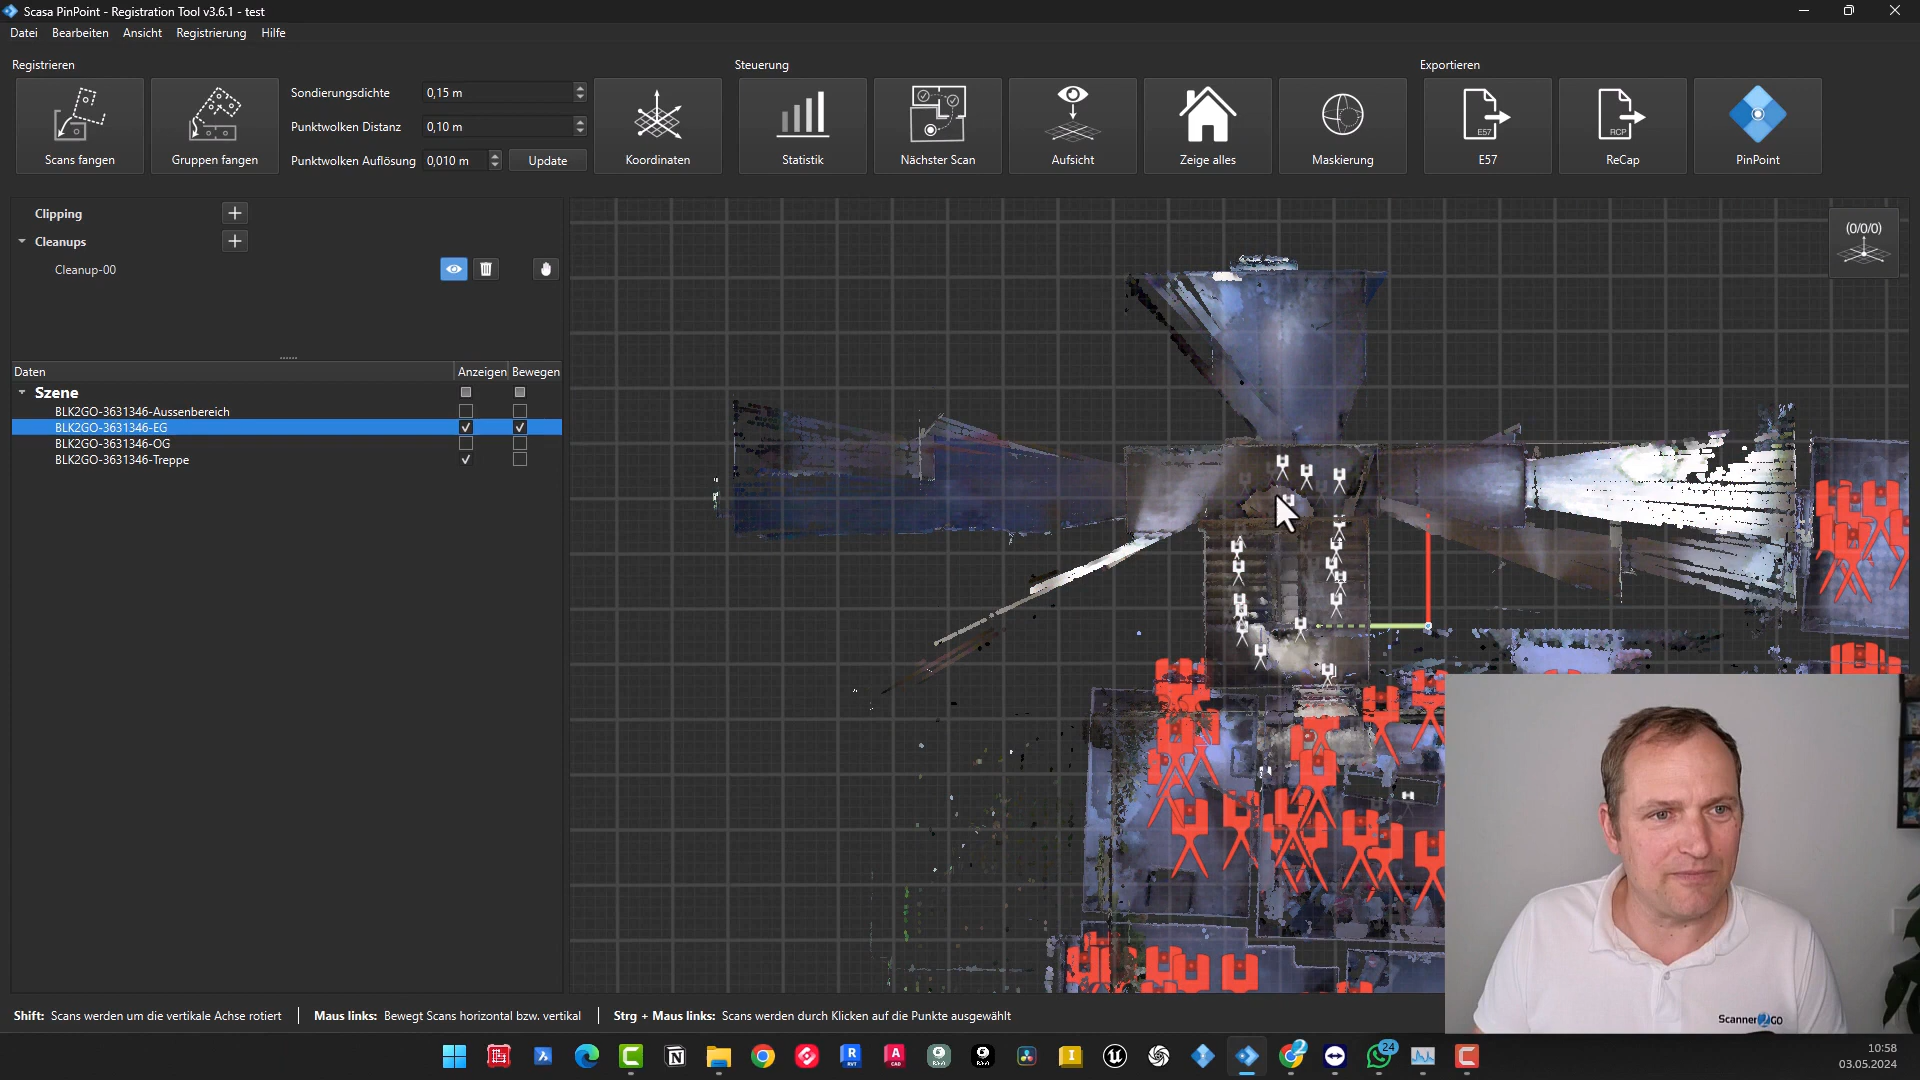 Scasa PinPoint - Registration Tool v3.6.1 - test
Datei Bearbeiten Ansicht Registrierung Hilfe
Registrieren
Steuerung
Exportieren
Scans fangen
Gruppen fangen
Sondierungsdichte 0,15 m
Punktwolken Distanz 0,10 m
Punktwolken Auflösung 0,010 m Update
Koordinaten
Statistik
Nächster Scan
Aufsicht
Zeige alles
Maskierung
E57
E57
RCP
ReCap
PinPoint
Clipping
Cleanups
Cleanup-00
(0/0/0)
Daten Anzeigen Bewegen
Szene
BLK2GO-3631346-Aussenbereich
BLK2GO-3631346-EG
BLK2GO-3631346-OG
BLK2GO-3631346-Treppe
Scanner2GO
Shift: Scans werden um die vertikale Achse rotiert
Maus links: Bewegt Scans horizontal bzw. vertikal
Strg + Maus links: Scans werden durch Klicken auf die Punkte ausgewählt
2
24
10:58
03.05.2024